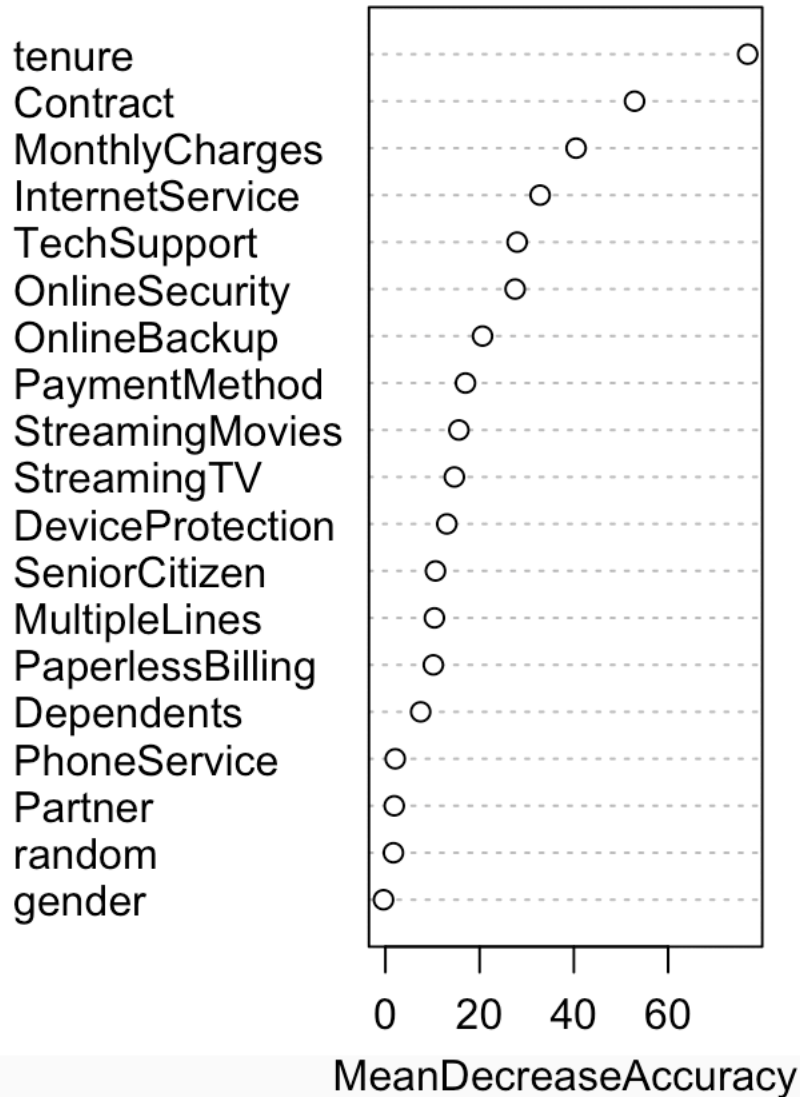 tenure
Contract
MonthlyCharges
InternetService
TechSupport
OnlineSecurity
OnlineBackup
PaymentMethod
StreamingMovies
StreamingTV
DeviceProtection
SeniorCitizen
MultipleLines
PaperlessBilling
Dependents
PhoneService
Partner
random
gender
0 20 40 60
MeanDecreaseAccuracy